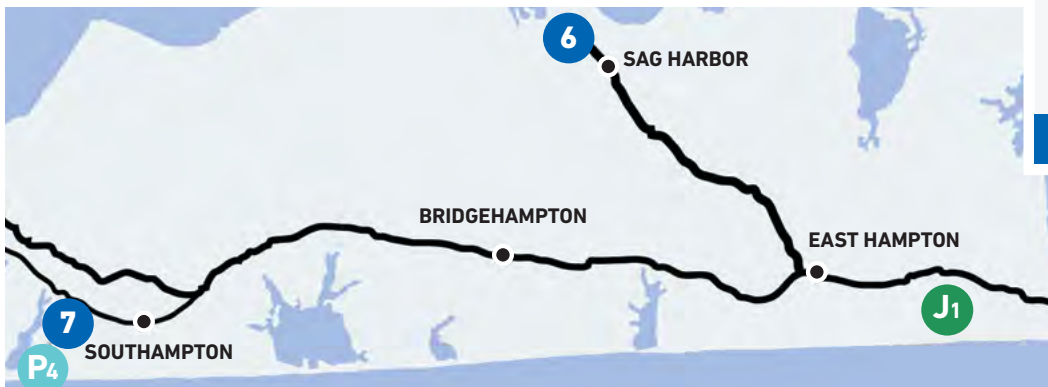 6
SAG HARBOR
BRIDGEHAMPTON
EAST HAMPTON
J1
7
SOUTHAMPTON
P4